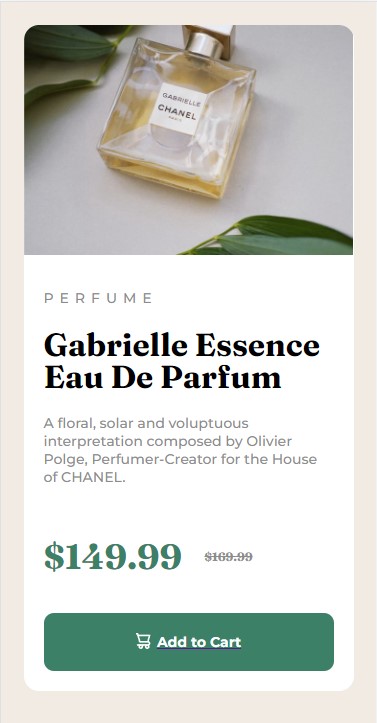 GABRIELLE
CHANEL
PARIS
PERFUME
Gabrielle Essence
Eau De Parfum
A floral, solar and voluptuous
interpretation composed by Olivier
Polge, Perfumer-Creator for the House
of CHANEL.
$149.99 $169.99
Add to Cart